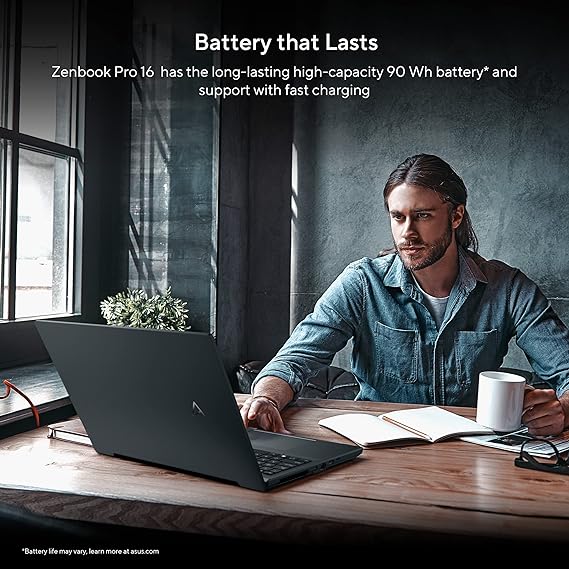 Battery that Lasts
Zenbook Pro 16 has the long-lasting high-capacity 90 Wh battery* and
support with fast charging
*Battery life may vary, learn more at asus.com